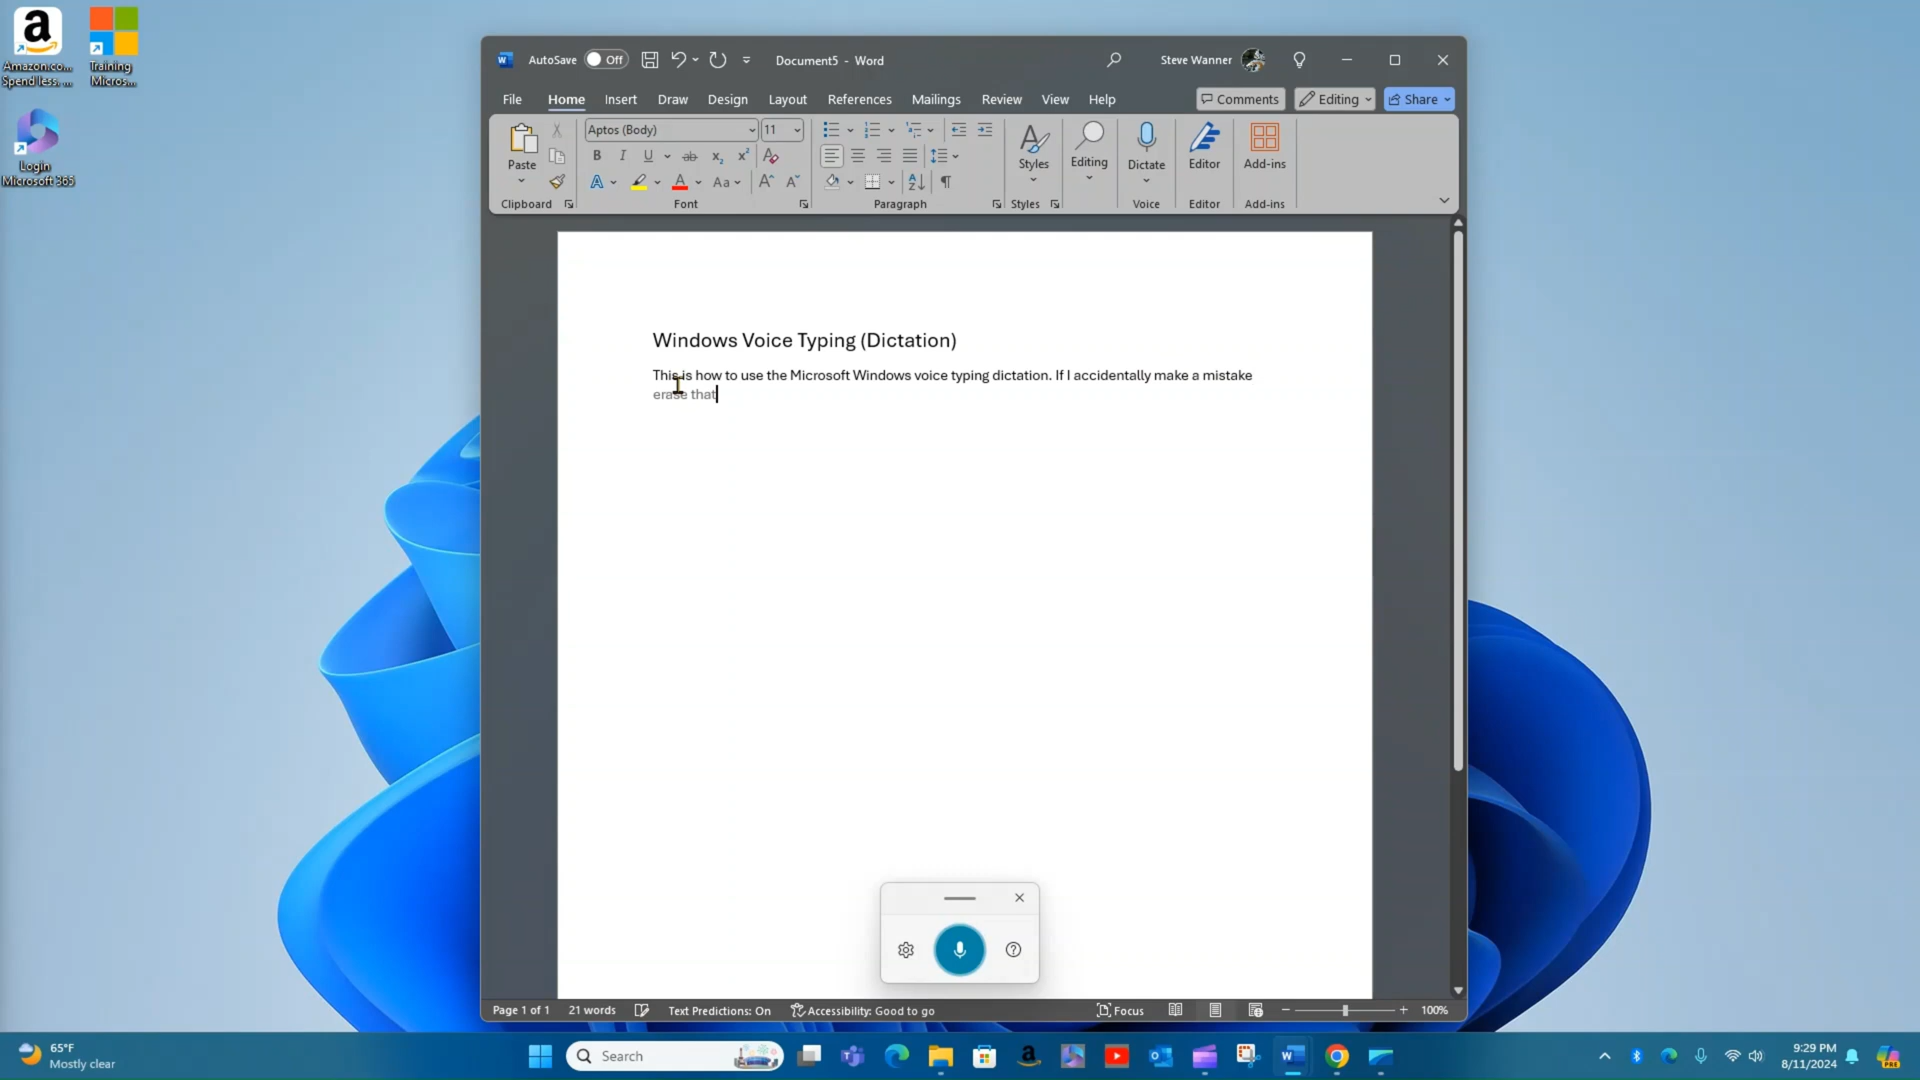 Amazon.co...
Spend less. ...
Training
Micros...
Login
Microsoft 365
AutoSave Off
Document5 - Word
Steve Wanner
File Home Insert Draw Design Layout References Mailings Review View Help
Comments Editing Share
Paste
Aptos (Body) 11
Styles Editing Dictate Editor Add-ins
Clipboard Font Paragraph Styles Voice Editor Add-ins
Windows Voice Typing (Dictation)
This is how to use the Microsoft Windows voice typing dictation. If I accidentally make a mistake
erase that
Page 1 of 1 21 words Text Predictions: On Accessibility: Good to go Focus 100%
65°F
Mostly clear
Search
9:29 PM
8/11/2024